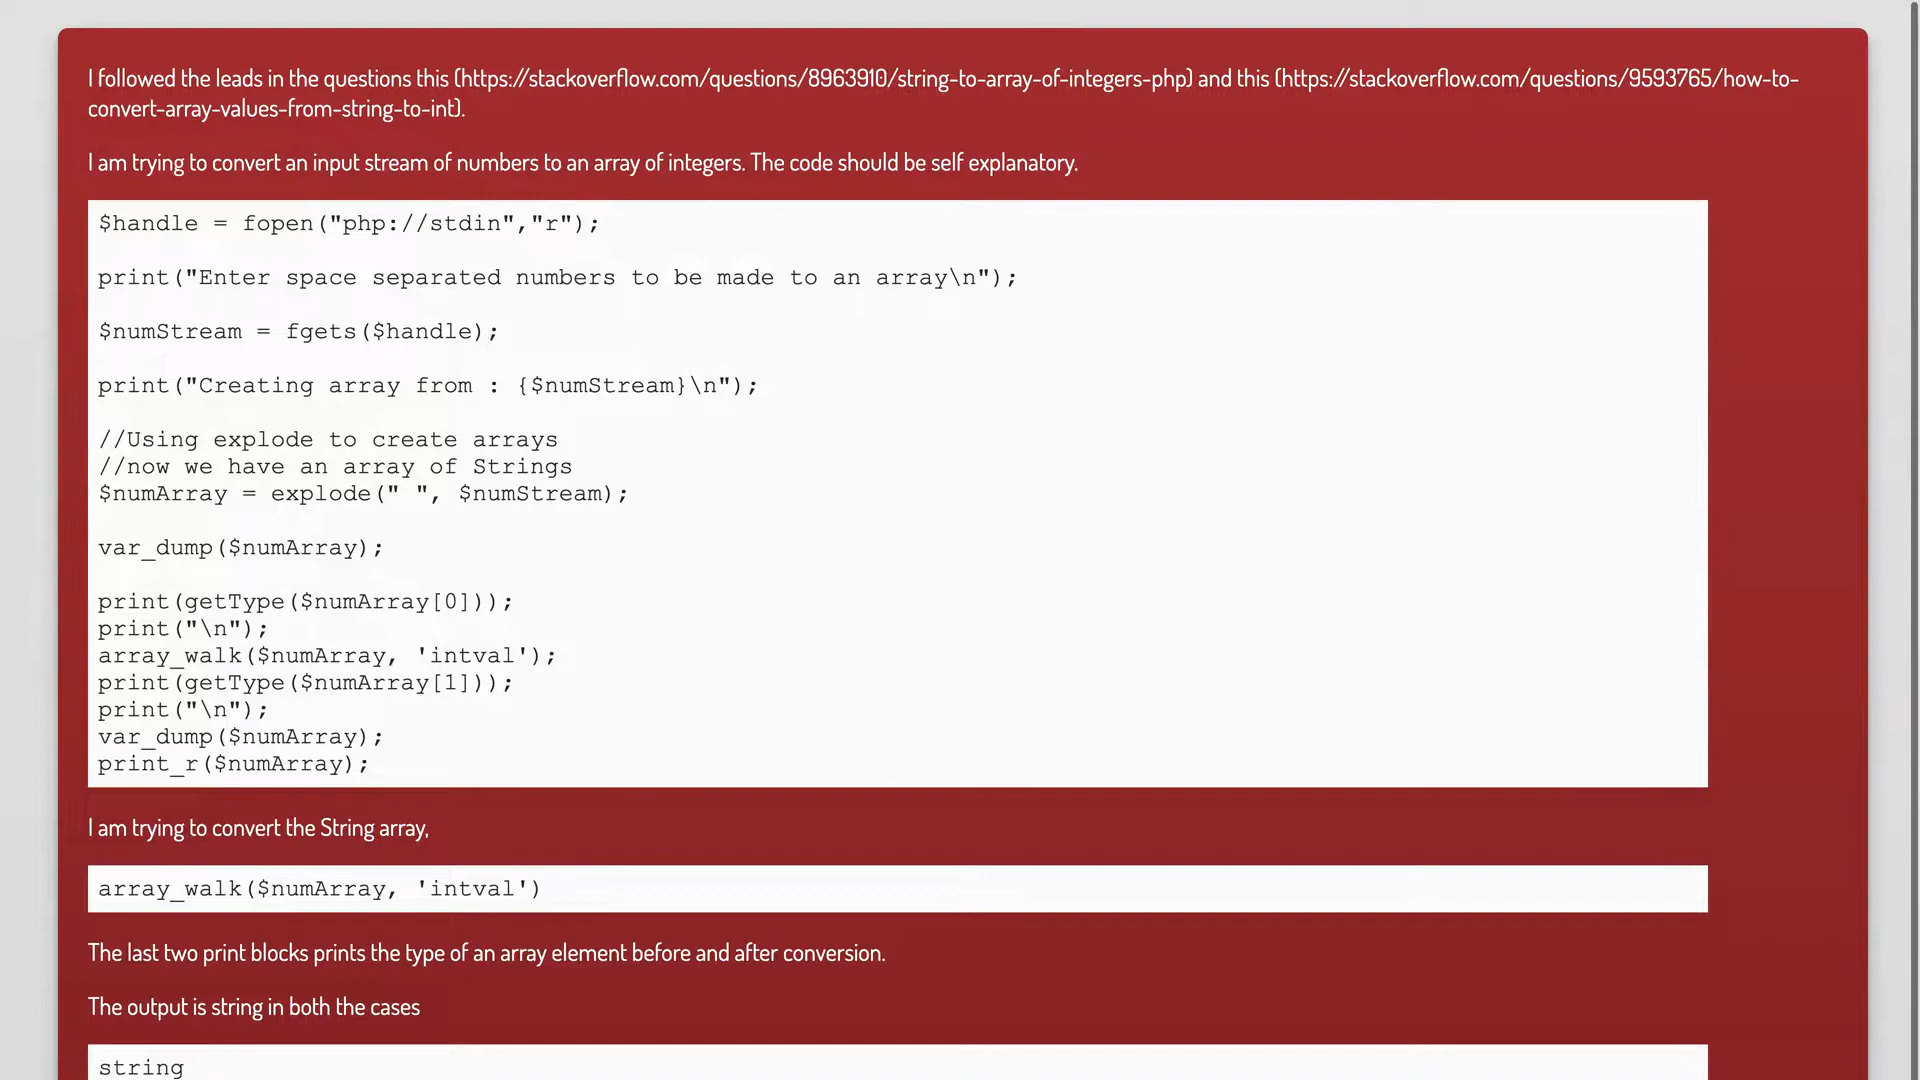 I followed the leads in the questions this (https://stackoverflow.com/questions/8963910/string-to-array-of-integers-php) and this (https://stackoverflow.com/questions/9593765/how-to-
convert-array-values-from-string-to-int).
I am trying to convert an input stream of numbers to an array of integers. The code should be self explanatory.
$handle = fopen("php://stdin","r");
print("Enter space separated numbers to be made to an array\n");
$numStream = fgets($handle);
print("Creating array from : {$numStream}\n");
//Using explode to create arrays
//now we have an array of Strings
$numArray = explode(" ", $numStream);
var_dump($numArray);
print(getType($numArray[0]));
print("\n");
array_walk($numArray, 'intval');
print(getType($numArray[1]));
print("\n");
var_dump($numArray);
print_r($numArray);
I am trying to convert the String array,
array_walk($numArray, 'intval')
The last two print blocks prints the type of an array element before and after conversion.
The output is string in both the cases
string